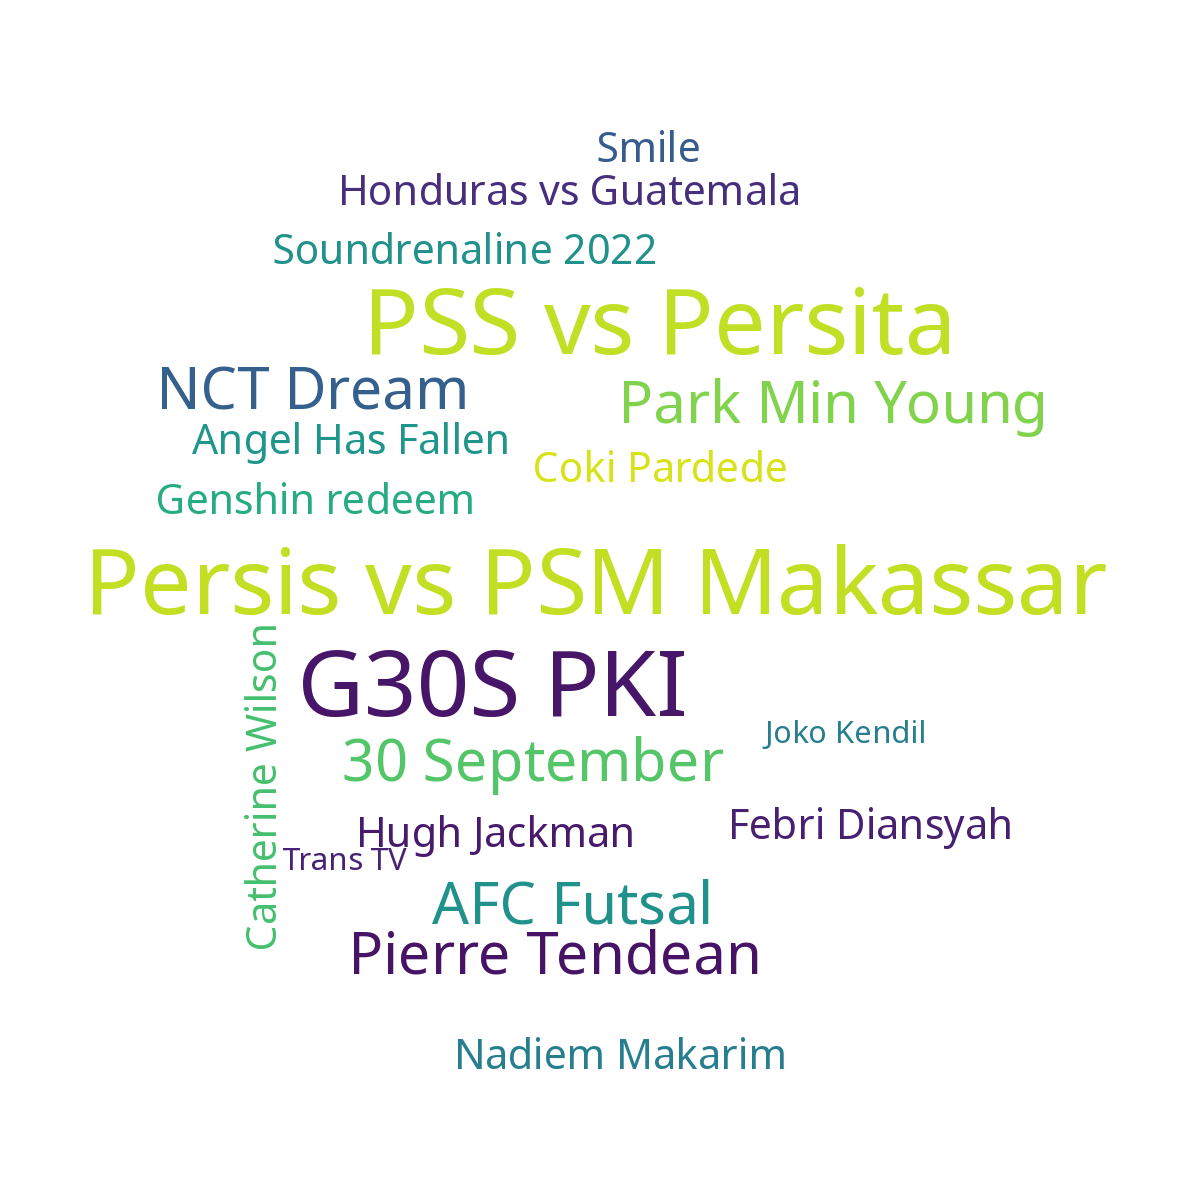 Smile
Honduras vs Guatemala
Soundrenaline 2022
PSS vs Persita
NCT Dream
Park Min Young
Angel Has Fallen
Coki Pardede
Genshin redeem
Persis vs PSM Makassar
Catherine Wilson
G30S PKI
Joko Kendil
30 September
Febri Diansyah
Hugh Jackman
Trans TV
AFC Futsal
Pierre Tendean
Nadiem Makarim